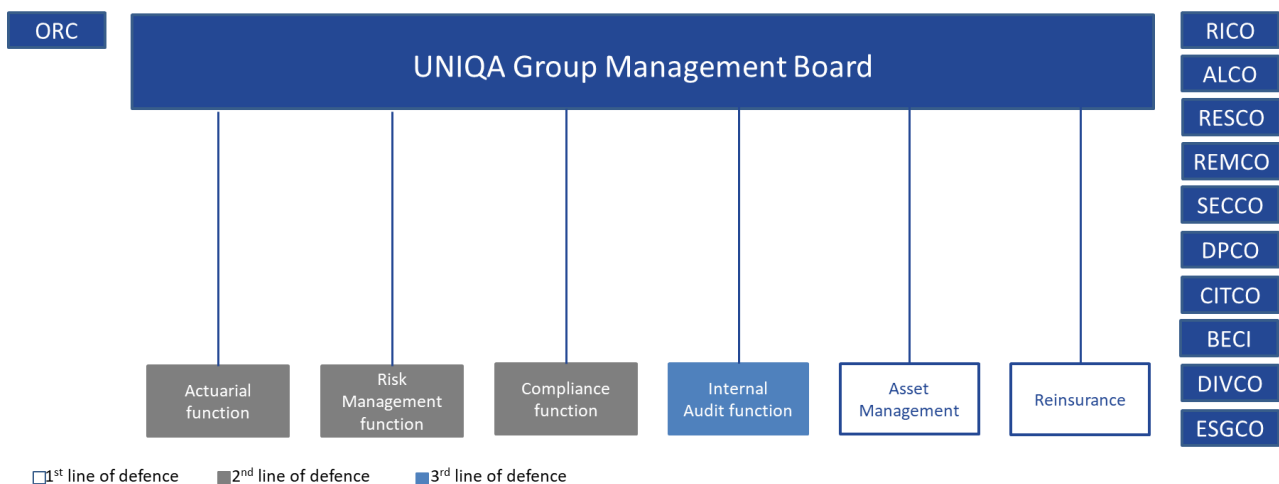 ORC
UNIQA Group Management Board
RICO
ALCO
RESCO
REMCO
SECCO
DPCO
CITCO
BECI
DIVCO
ESGCO
Actuarial
function
Risk
Management
function
Compliance
function
Internal
Audit function
Asset
Management
Reinsurance
1st line of defence
2nd line of defence
3rd line of defence